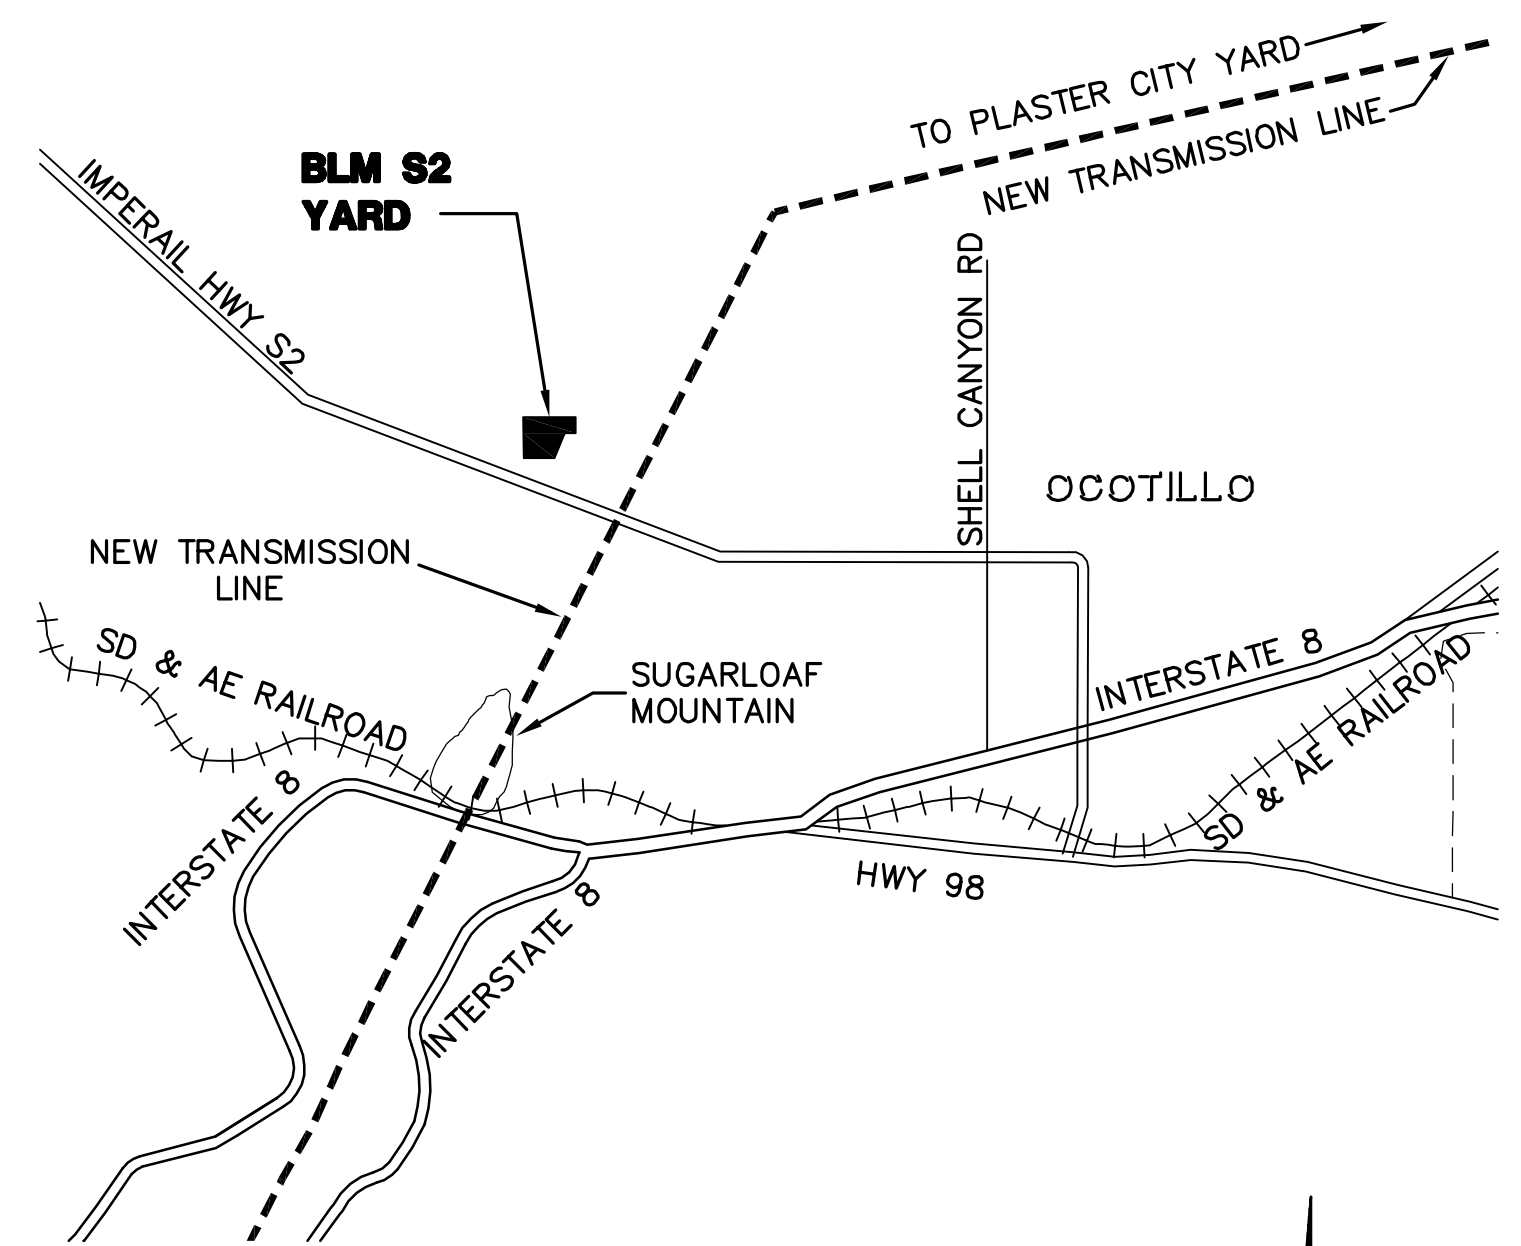 TO PLASTER CITY YARD
NEW TRANSMISSION LINE
BLM S2
YARD
IMPERAIL HWY S2
SHELL CANYON RD
OCOTILLO
NEW TRANSMISSION
LINE
SD & AE RAILROAD
SUGARLOAF
MOUNTAIN
INTERSTATE 8
SD & AE RAILROAD
INTERSTATE 8
HWY 98
INTERSTATE 8